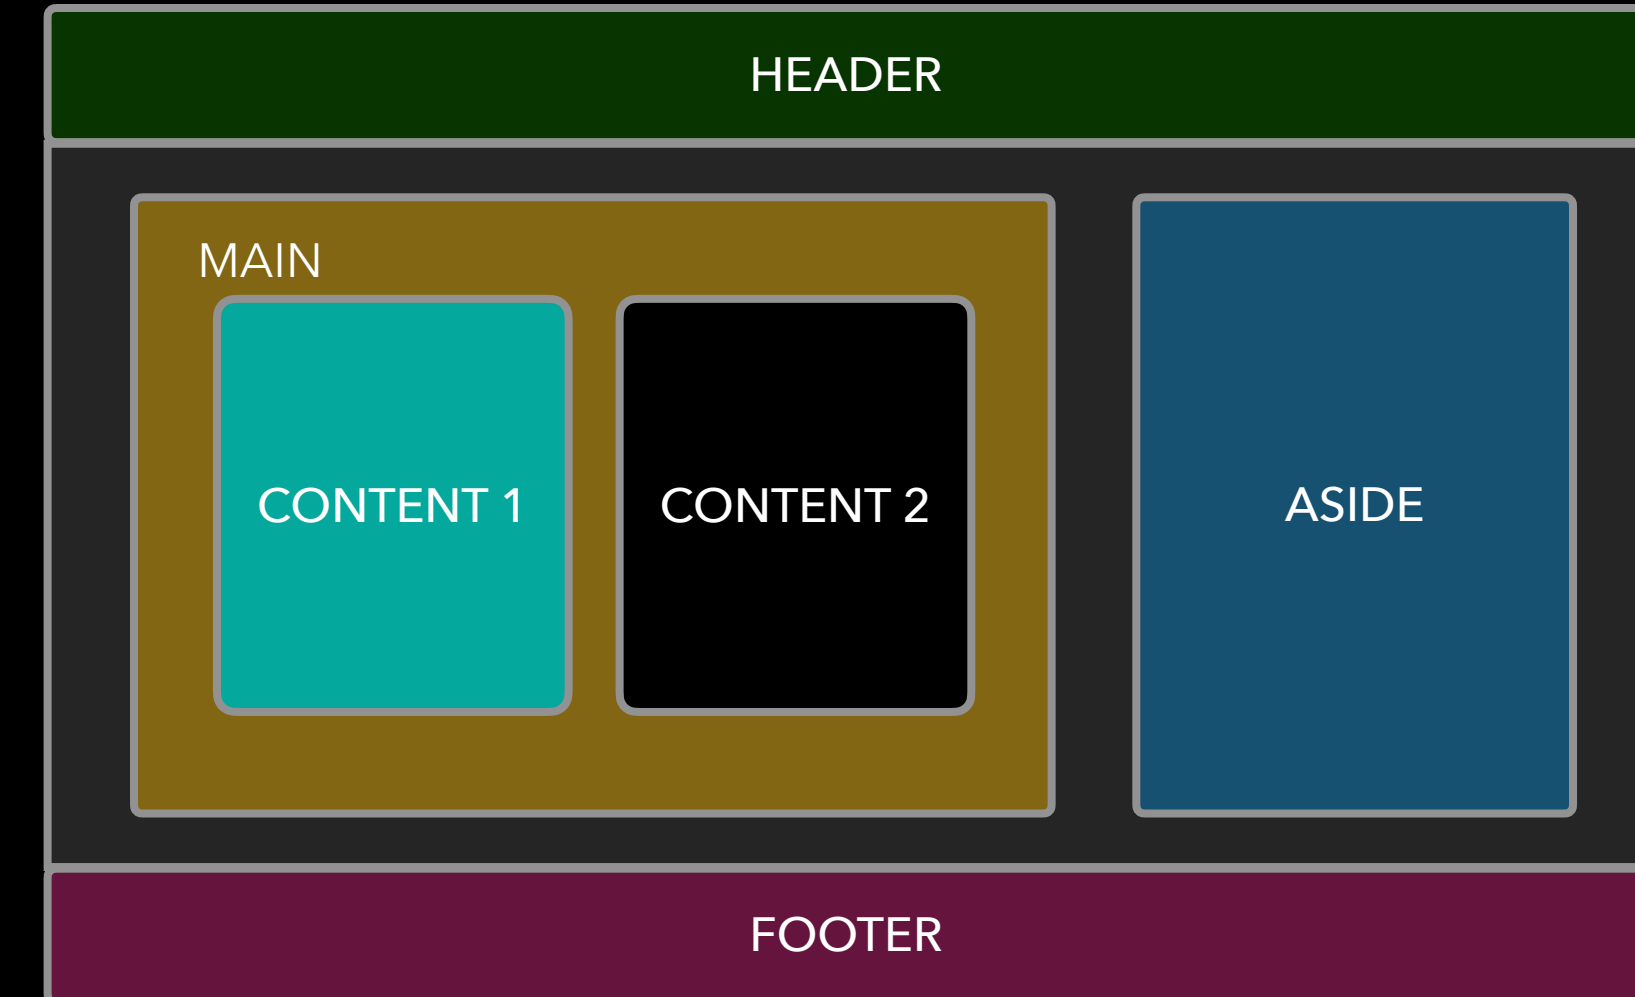 HEADER
MAIN
CONTENT 1
CONTENT 2
ASIDE
FOOTER